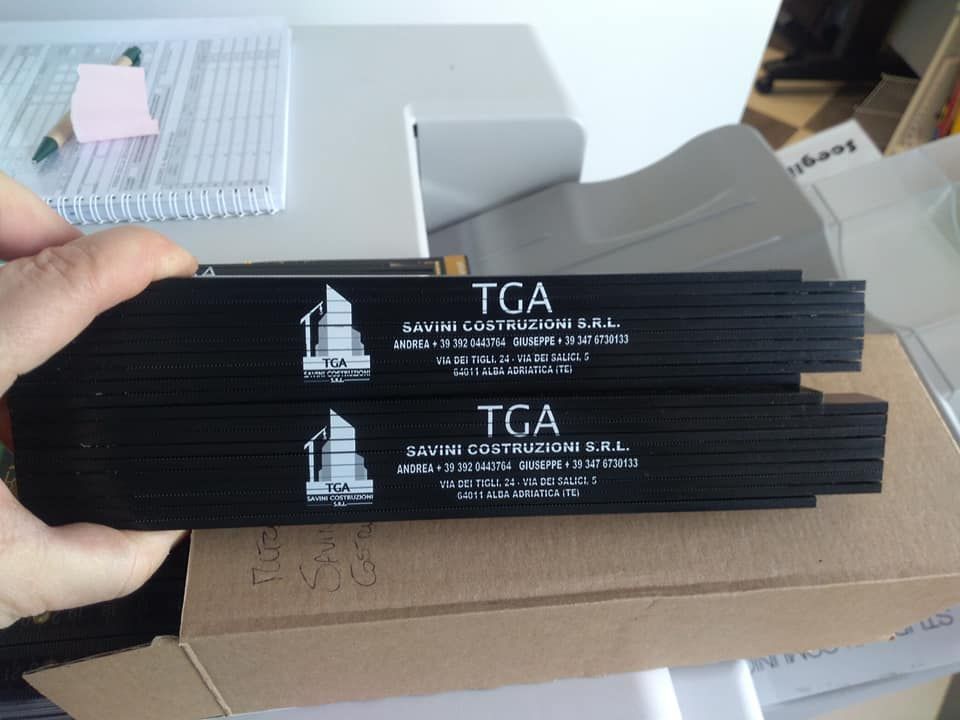 TGA
SAVINI COSTRUZIONI S.R.L.
ANDREA + 39 392 0443764 GIUSEPPE + 39 347 6730133
VIA DEI TIGLI, 24 - VIA DEI SALICI, 5
64011 ALBA ADRIATICA (TE)
TGA
SAVINI COSTRUZIONI
S.R.L.
TGA
SAVINI COSTRUZIONI S.R.L.
ANDREA + 39 392 0443764 GIUSEPPE + 39 347 6730133
VIA DEI TIGLI, 24 - VIA DEI SALICI, 5
64011 ALBA ADRIATICA (TE)
TGA
SAVINI COSTRUZIONI
S.R.L.
Scegli